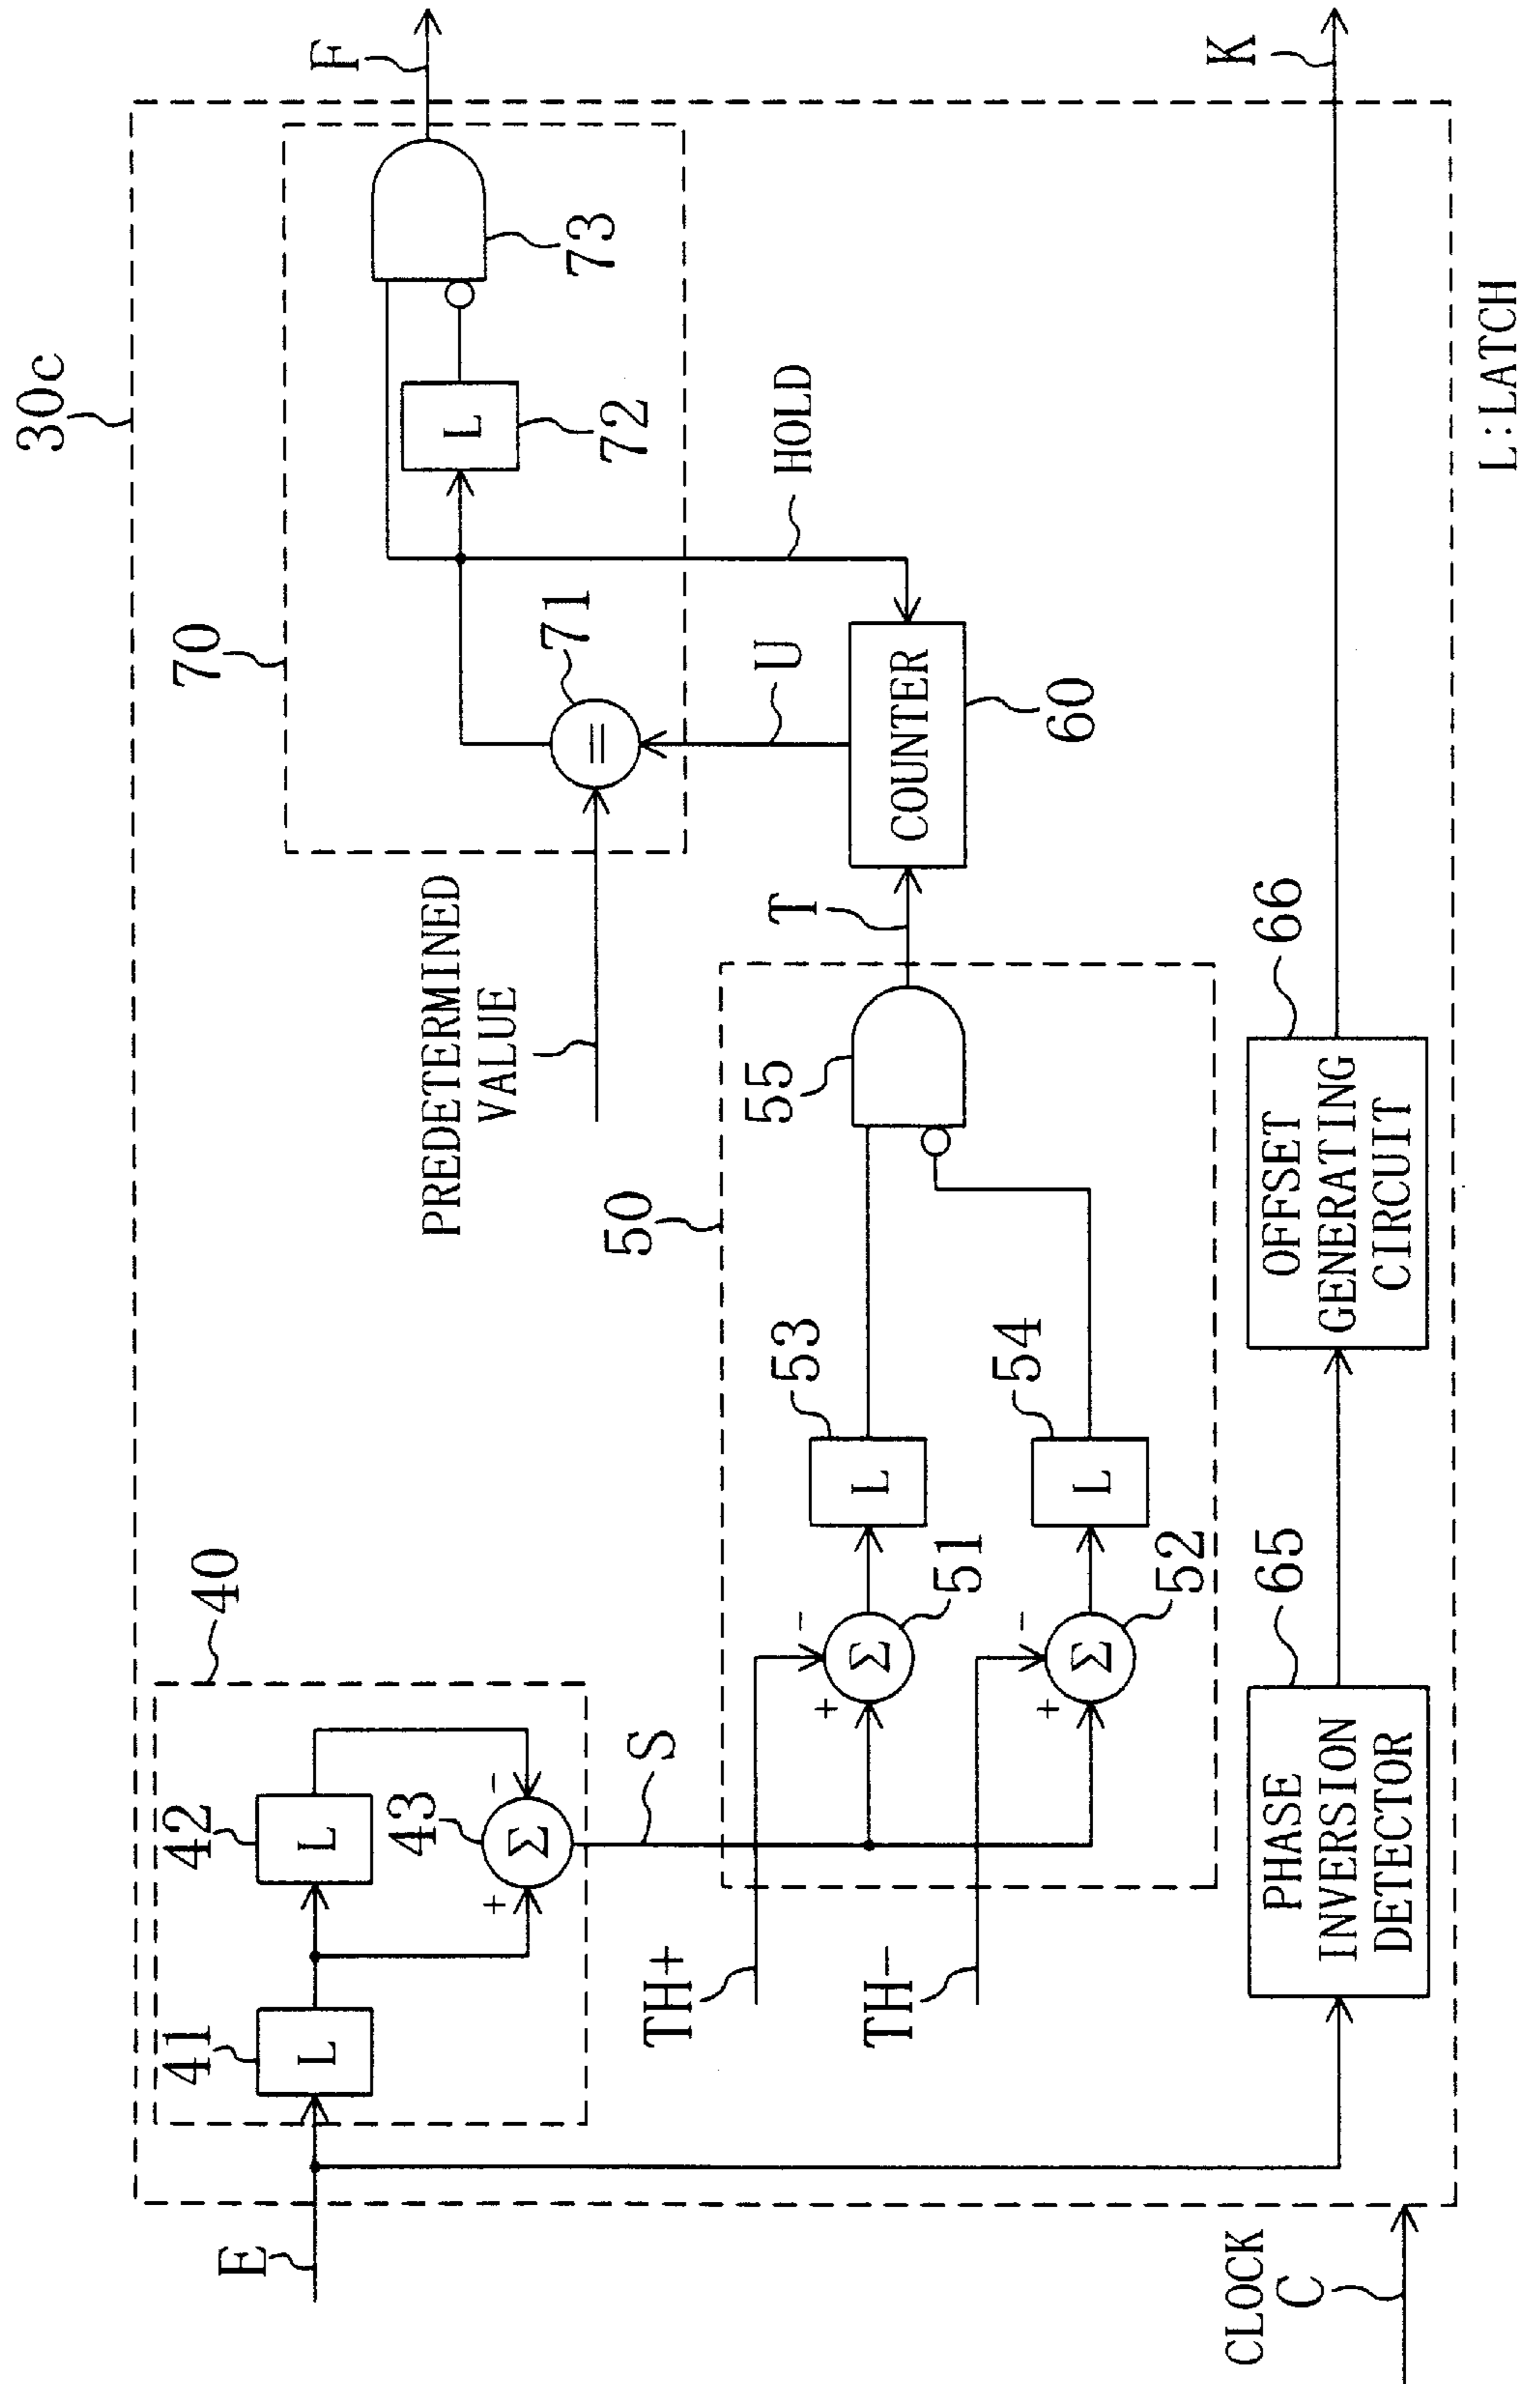 30c
40
41
L
42
L
43
+
-
Σ
E
S
70
71
=
72
L
73
F
PREDETERMINED
VALUE
HOLD
U
COUNTER
60
T
50
TH+
TH-
+
-
Σ
51
+
-
Σ
52
53
L
54
L
55
65
PHASE
INVERSION
DETECTOR
66
OFFSET
GENERATING
CIRCUIT
K
CLOCK
C
L:LATCH